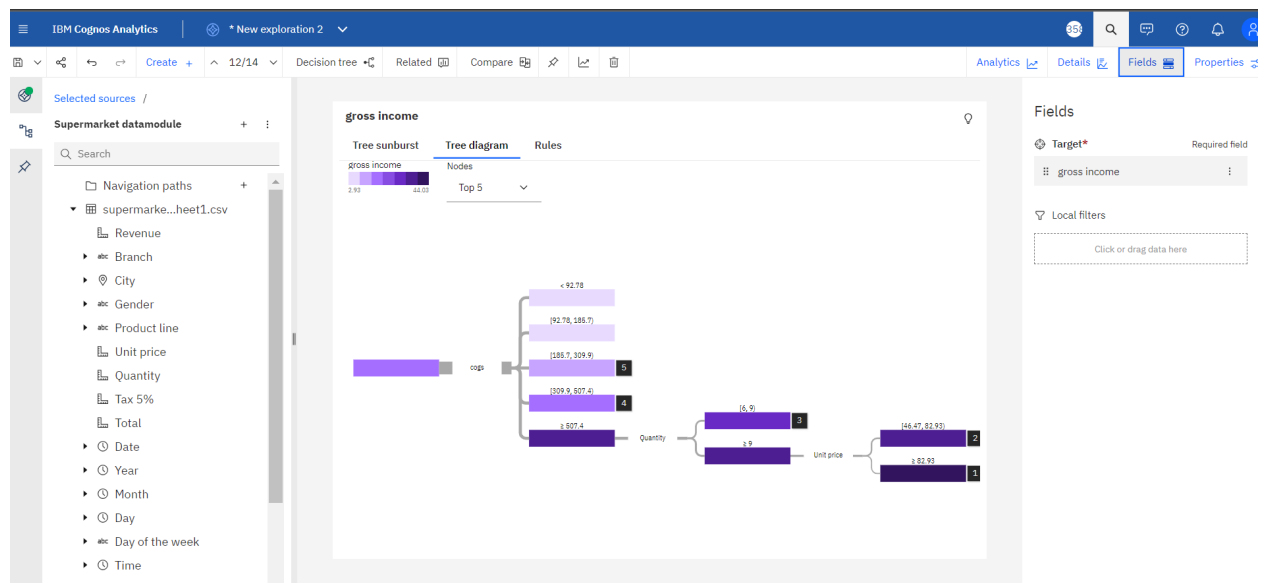 IBM Cognos Analytics
* New exploration 2
Create +
12/14
Decision tree
Related
Compare
Analytics
Details
Fields
Properties
Selected sources /
Supermarket datamodule
Search
Navigation paths
supermarke...heet1.csv
Revenue
abc Branch
City
abc Gender
abc Product line
Unit price
Quantity
Tax 5%
Total
Date
Year
Month
Day
abc Day of the week
Time
gross income
Tree sunburst
Tree diagram
Rules
gross income
2.93
44.03
Nodes
Top 5
< 92.78
[92.78, 185.7)
[185.7, 309.9)
5
cogs
[309.9, 507.4)
4
≥ 507.4
Quantity
[6, 9)
3
≥ 9
Unit price
[46.47, 82.93)
2
≥ 82.93
1
Fields
Target*
Required field
gross income
Local filters
Click or drag data here